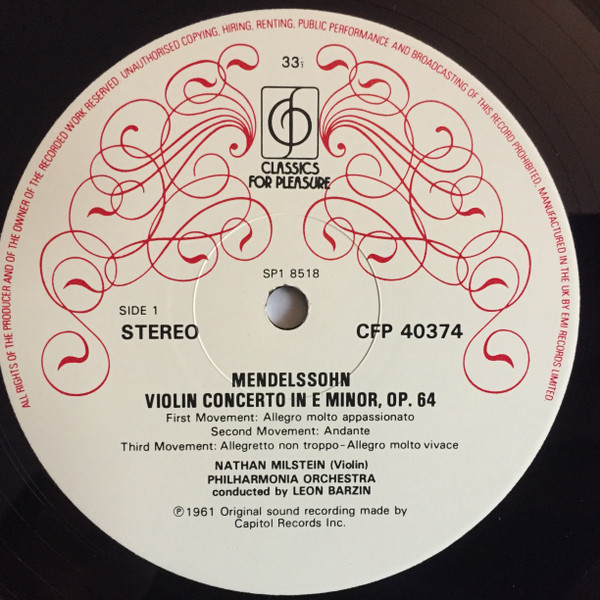 ALL RIGHTS OF THE PRODUCER AND OF THE OWNER OF THE RECORDED WORK RESERVED. UNAUTHORISED COPYING, HIRING, RENTING, PUBLIC PERFORMANCE AND BROADCASTING OF THIS RECORD PROHIBITED. MANUFACTURED IN THE UK BY EMI RECORDS LIMITED
33⅓
CLASSICS
FOR PLEASURE
SP1 8518
SIDE 1
STEREO CFP 40374
MENDELSSOHN
VIOLIN CONCERTO IN E MINOR, OP. 64
First Movement: Allegro molto appassionato
Second Movement: Andante
Third Movement: Allegretto non troppo-Allegro molto vivace
NATHAN MILSTEIN (Violin)
PHILHARMONIA ORCHESTRA
conducted by LEON BARZIN
℗1961 Original sound recording made by
Capitol Records Inc.